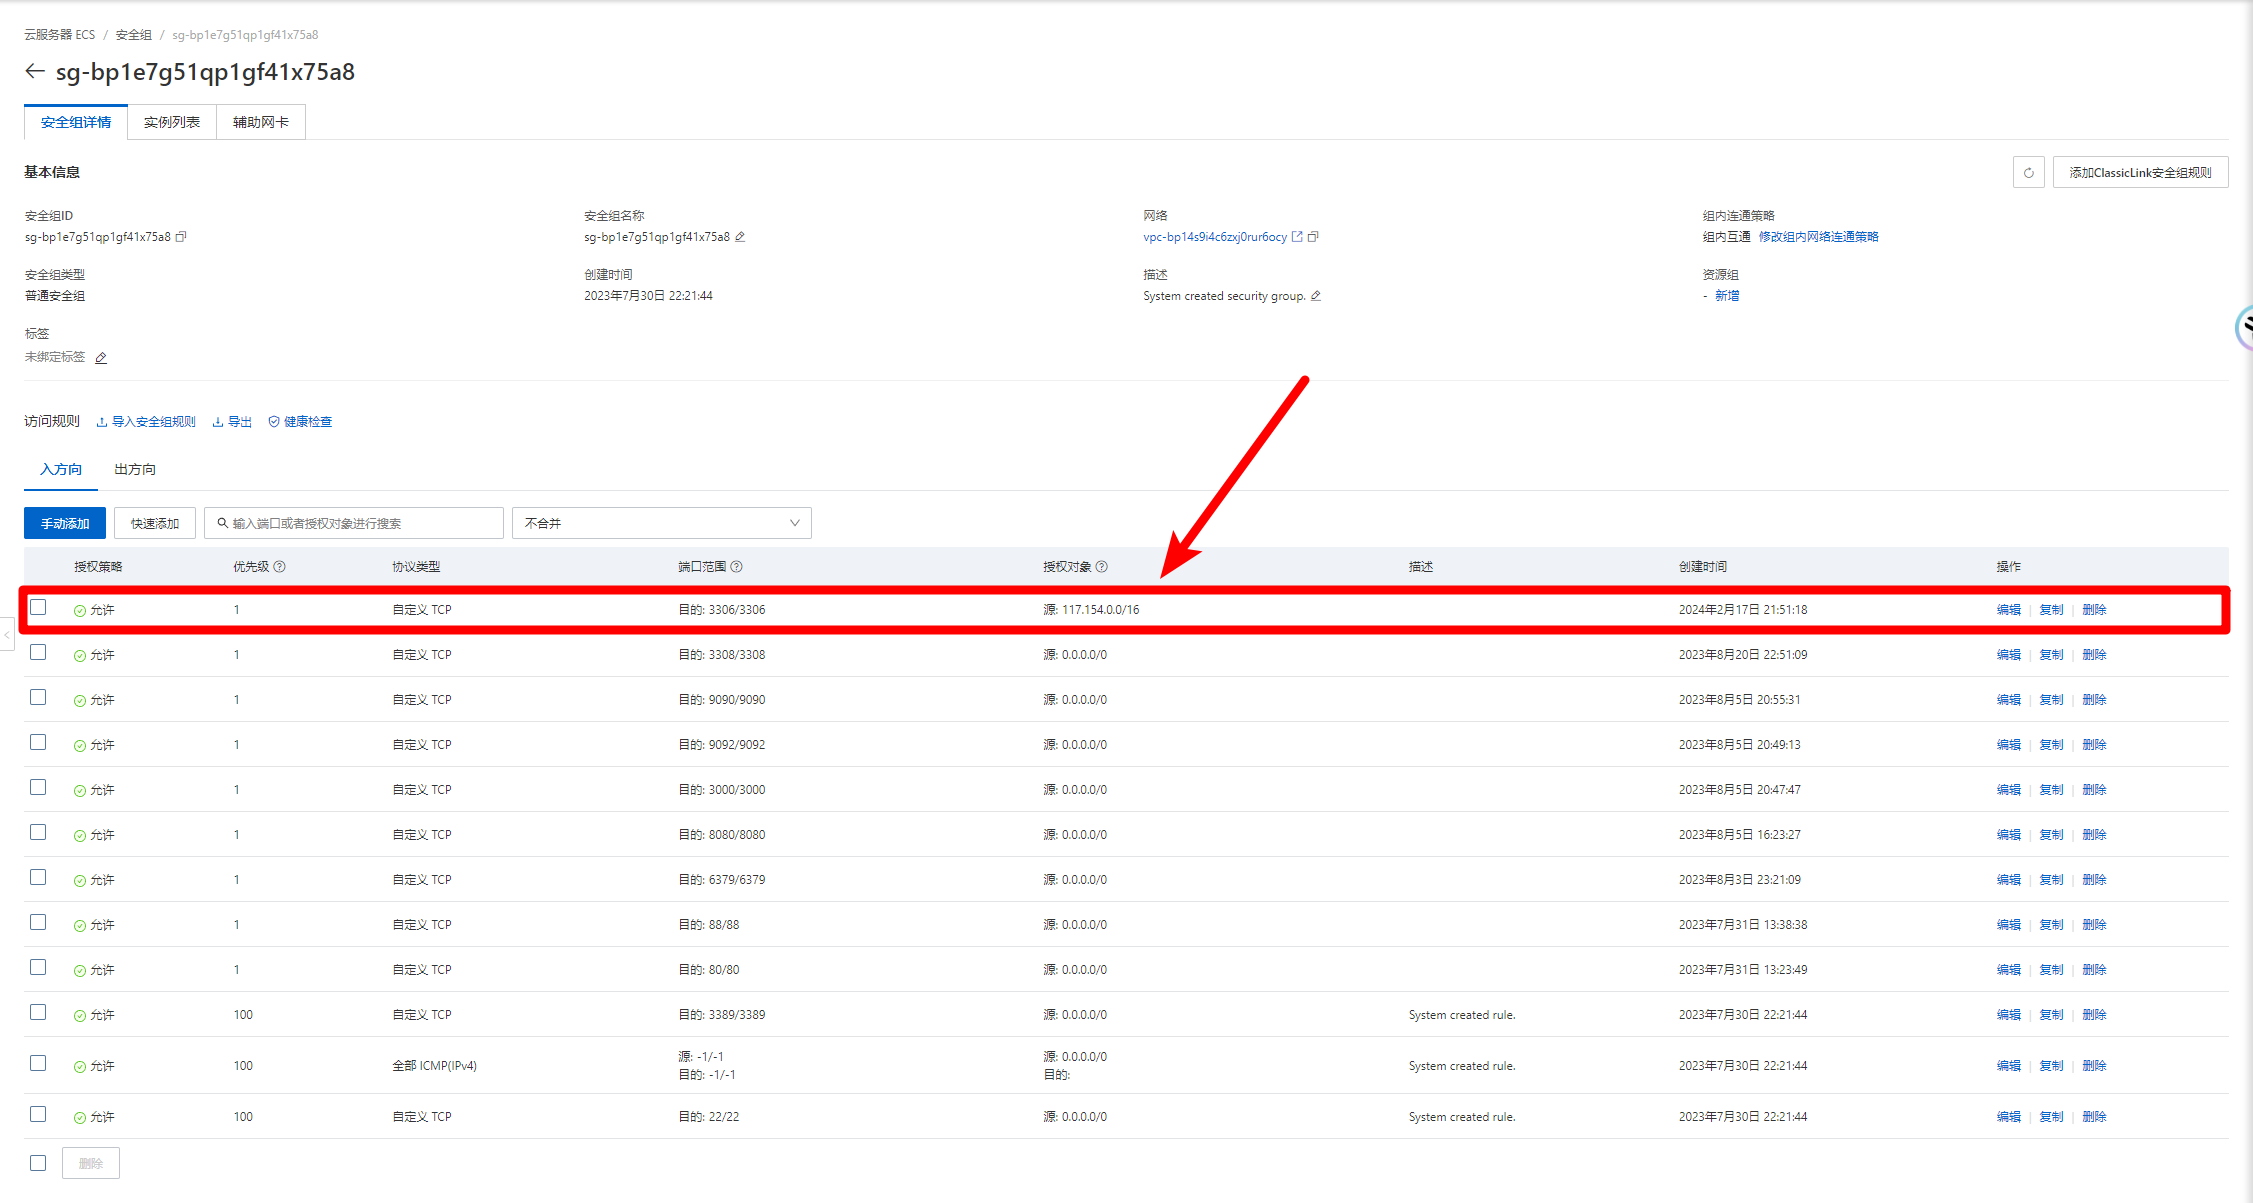 云服务器 ECS / 安全组 / sg-bp1e7g51qp1gf41x75a8
sg-bp1e7g51qp1gf41x75a8
安全组详情 实例列表 辅助网卡
基本信息 添加ClassicLink安全组规则
安全组ID 安全组名称 网络 组内连通策略
sg-bp1e7g51qp1gf41x75a8 sg-bp1e7g51qp1gf41x75a8 vpc-bp14s9i4c6zxj0rur6ocy 组内互通 修改组内网络连通策略
安全组类型 创建时间 描述 资源组
普通安全组 2023年7月30日 22:21:44 System created security group. - 新增
标签
未绑定标签
访问规则 导入安全组规则 导出 健康检查
入方向 出方向
手动添加 快速添加 输入端口或者授权对象进行搜索 不合并
授权策略 优先级 协议类型 端口范围 授权对象 描述 创建时间 操作
允许 1 自定义 TCP 目的: 3306/3306 源: 117.154.0.0/16 2024年2月17日 21:51:18 编辑 | 复制 | 删除
允许 1 自定义 TCP 目的: 3308/3308 源: 0.0.0.0/0 2023年8月20日 22:51:09 编辑 | 复制 | 删除
允许 1 自定义 TCP 目的: 9090/9090 源: 0.0.0.0/0 2023年8月5日 20:55:31 编辑 | 复制 | 删除
允许 1 自定义 TCP 目的: 9092/9092 源: 0.0.0.0/0 2023年8月5日 20:49:13 编辑 | 复制 | 删除
允许 1 自定义 TCP 目的: 3000/3000 源: 0.0.0.0/0 2023年8月5日 20:47:47 编辑 | 复制 | 删除
允许 1 自定义 TCP 目的: 8080/8080 源: 0.0.0.0/0 2023年8月5日 16:23:27 编辑 | 复制 | 删除
允许 1 自定义 TCP 目的: 6379/6379 源: 0.0.0.0/0 2023年8月3日 23:21:09 编辑 | 复制 | 删除
允许 1 自定义 TCP 目的: 88/88 源: 0.0.0.0/0 2023年7月31日 13:38:38 编辑 | 复制 | 删除
允许 1 自定义 TCP 目的: 80/80 源: 0.0.0.0/0 2023年7月31日 13:23:49 编辑 | 复制 | 删除
允许 100 自定义 TCP 目的: 3389/3389 源: 0.0.0.0/0 System created rule. 2023年7月30日 22:21:44 编辑 | 复制 | 删除
源: -1/-1 源: 0.0.0.0/0
允许 100 全部 ICMP(IPv4) System created rule. 2023年7月30日 22:21:44 编辑 | 复制 | 删除
目的: -1/-1 目的:
允许 100 自定义 TCP 目的: 22/22 源: 0.0.0.0/0 System created rule. 2023年7月30日 22:21:44 编辑 | 复制 | 删除
删除